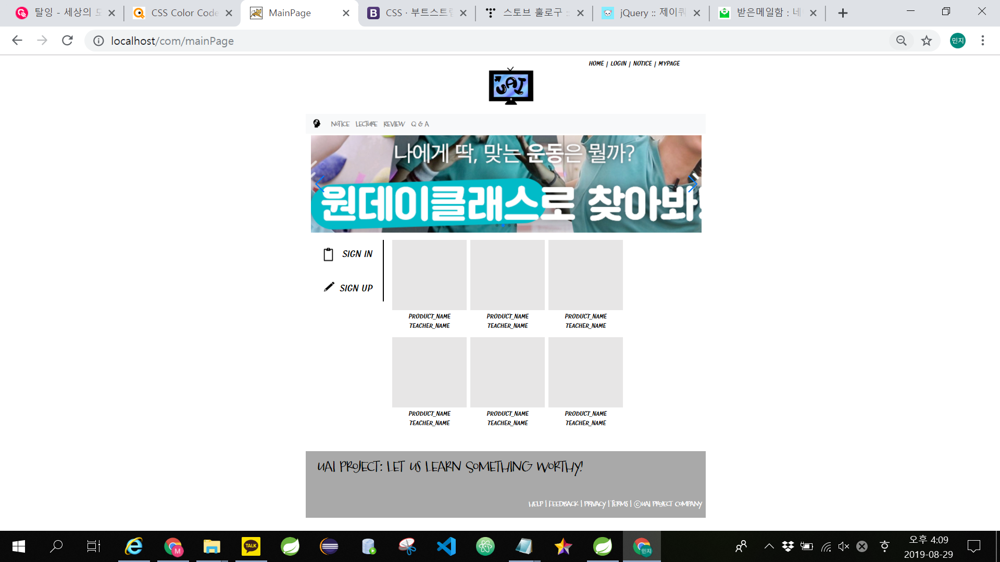 탈잉 - 세상의 모
CSS Color Code
MainPage
CSS · 부트스트랩
스토브 홀로구 ::
jQuery :: 제이쿼
받은메일함 : 네이
localhost/com/mainPage
민지
HOME | LOGIN | NOTICE | MYPAGE
UAI
NOTICE LECTURE REVIEW Q & A
나에게 딱, 맞는 운동은 뭘까?
원데이클래스로 찾아봐!
SIGN IN
SIGN UP
PRODUCT_NAME PRODUCT_NAME PRODUCT_NAME
TEACHER_NAME TEACHER_NAME TEACHER_NAME
PRODUCT_NAME PRODUCT_NAME PRODUCT_NAME
TEACHER_NAME TEACHER_NAME TEACHER_NAME
UAI PROJECT: LET US LEARN SOMETHING WORTHY!
HELP | FEEDBACK | PRIVACY | TERMS | ⓒUAI PROJECT COMPANY
M
TALK
민지
오후 4:09
2019-08-29